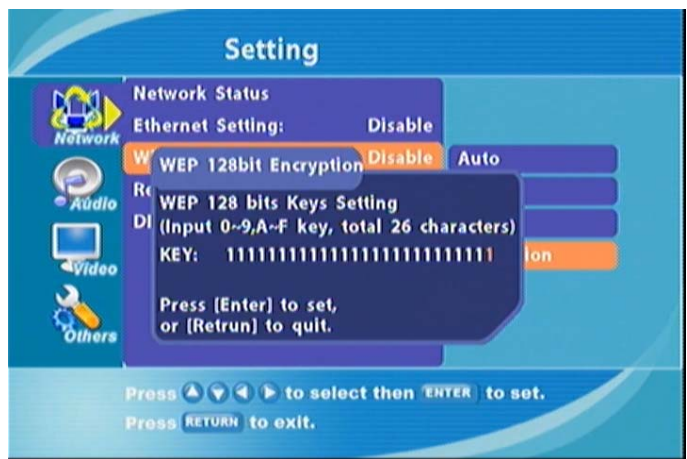 Setting
Network Status
Ethernet Setting: Disable
Network
W
Disable
Auto
WEP 128bit Encryption
Re
WEP 128 bits Keys Setting
Audio
DI
(Input 0~9,A~F key, total 26 characters)
KEY: 11111111111111111111111111
ion
Video
Press [Enter] to set,
or [Retrun] to quit.
Others
Press to select then ENTER to set.
Press RETURN to exit.